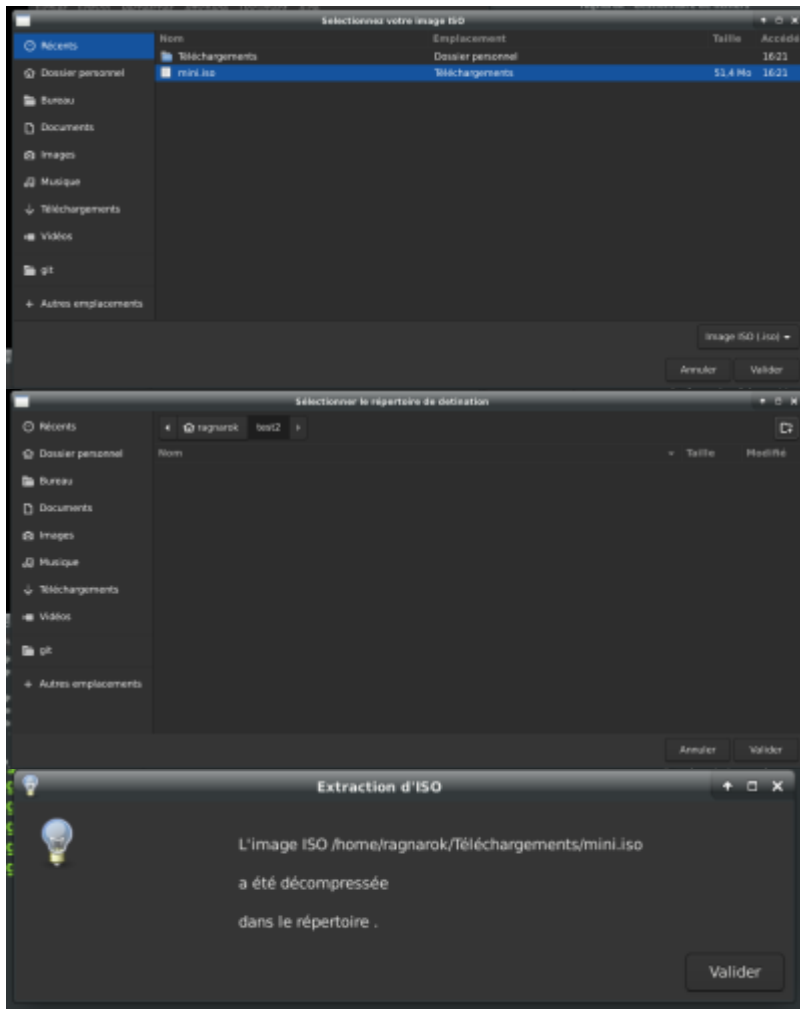 Sélectionnez votre image ISO
Récents
Nom Emplacement Taille Accédé
Téléchargements Dossier personnel 16:21
mini.iso Téléchargements 51,4 Mo 16:21
Dossier personnel
Bureau
Documents
Images
Musique
Téléchargements
Vidéos
git
+ Autres emplacements
Image ISO (.iso)
Annuler Valider
Sélectionner le répertoire de detination
Récents
ragnarok test2
Dossier personnel
Nom Taille Modifié
Bureau
Documents
Images
Musique
Téléchargements
Vidéos
git
+ Autres emplacements
Annuler Valider
Extraction d'ISO
L'image ISO /home/ragnarok/Téléchargements/mini.iso
a été décompressée
dans le répertoire .
Valider